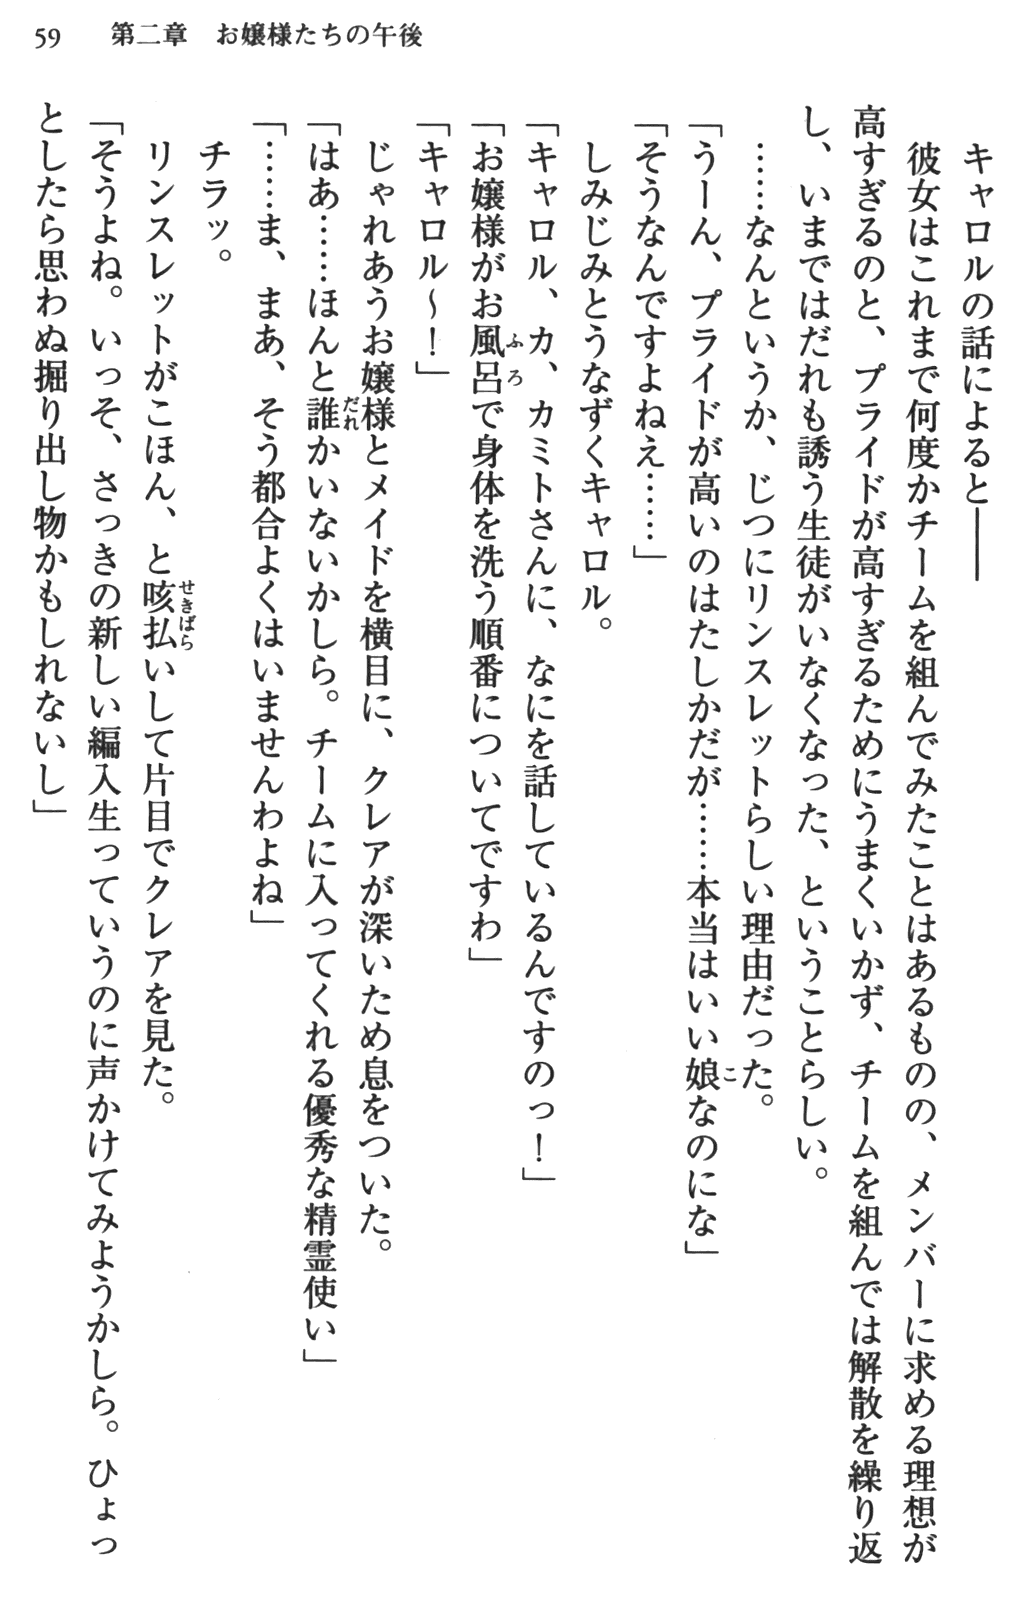 59　第二章　お嬢様たちの午後
　キャロルの話によると――
　彼女はこれまで何度かチームを組んでみたことはあるものの、メンバーに求める理想が
高すぎるのと、プライドが高すぎるためにうまくいかず、チームを組んでは解散を繰り返
し、いまではだれも誘う生徒がいなくなった、ということらしい。
　……なんというか、じつにリンスレットらしい理由だった。
「うーん、プライドが高いのはたしかだが……本当はいい娘なのにな」
「そうなんですよねえ……」
　しみじみとうなずくキャロル。
「キャロル、カ、カミトさんに、なにを話しているんですのっ！」
「お嬢様がお風呂で身体を洗う順番についてですわ」
「キャロル～！」
　じゃれあうお嬢様とメイドを横目に、クレアが深いため息をついた。
「はあ……ほんと誰かいないかしら。チームに入ってくれる優秀な精霊使い」
「……ま、まあ、そう都合よくはいませんわよね」
　チラッ。
　リンスレットがこほん、と咳払いして片目でクレアを見た。
「そうよね。いっそ、さっきの新しい編入生っていうのに声かけてみようかしら。ひょっ
としたら思わぬ掘り出し物かもしれないし」